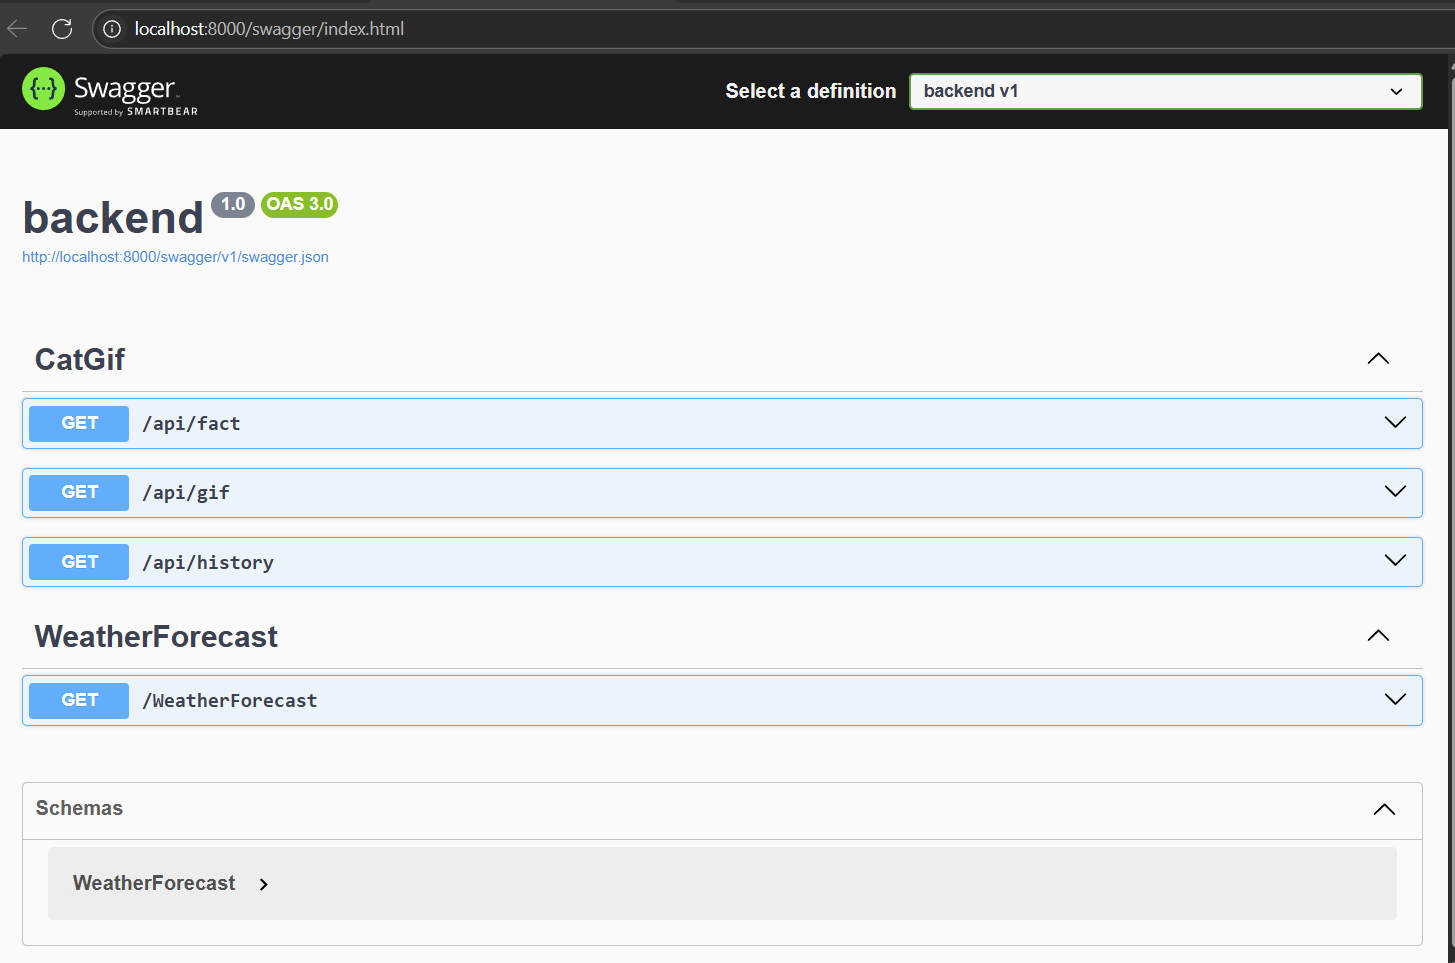 localhost:8000/swagger/index.html
Swagger
Supported by SMARTBEAR
Select a definition
backend v1
backend 1.0 OAS 3.0
http://localhost:8000/swagger/v1/swagger.json
CatGif
GET /api/fact
GET /api/gif
GET /api/history
WeatherForecast
GET /WeatherForecast
Schemas
WeatherForecast